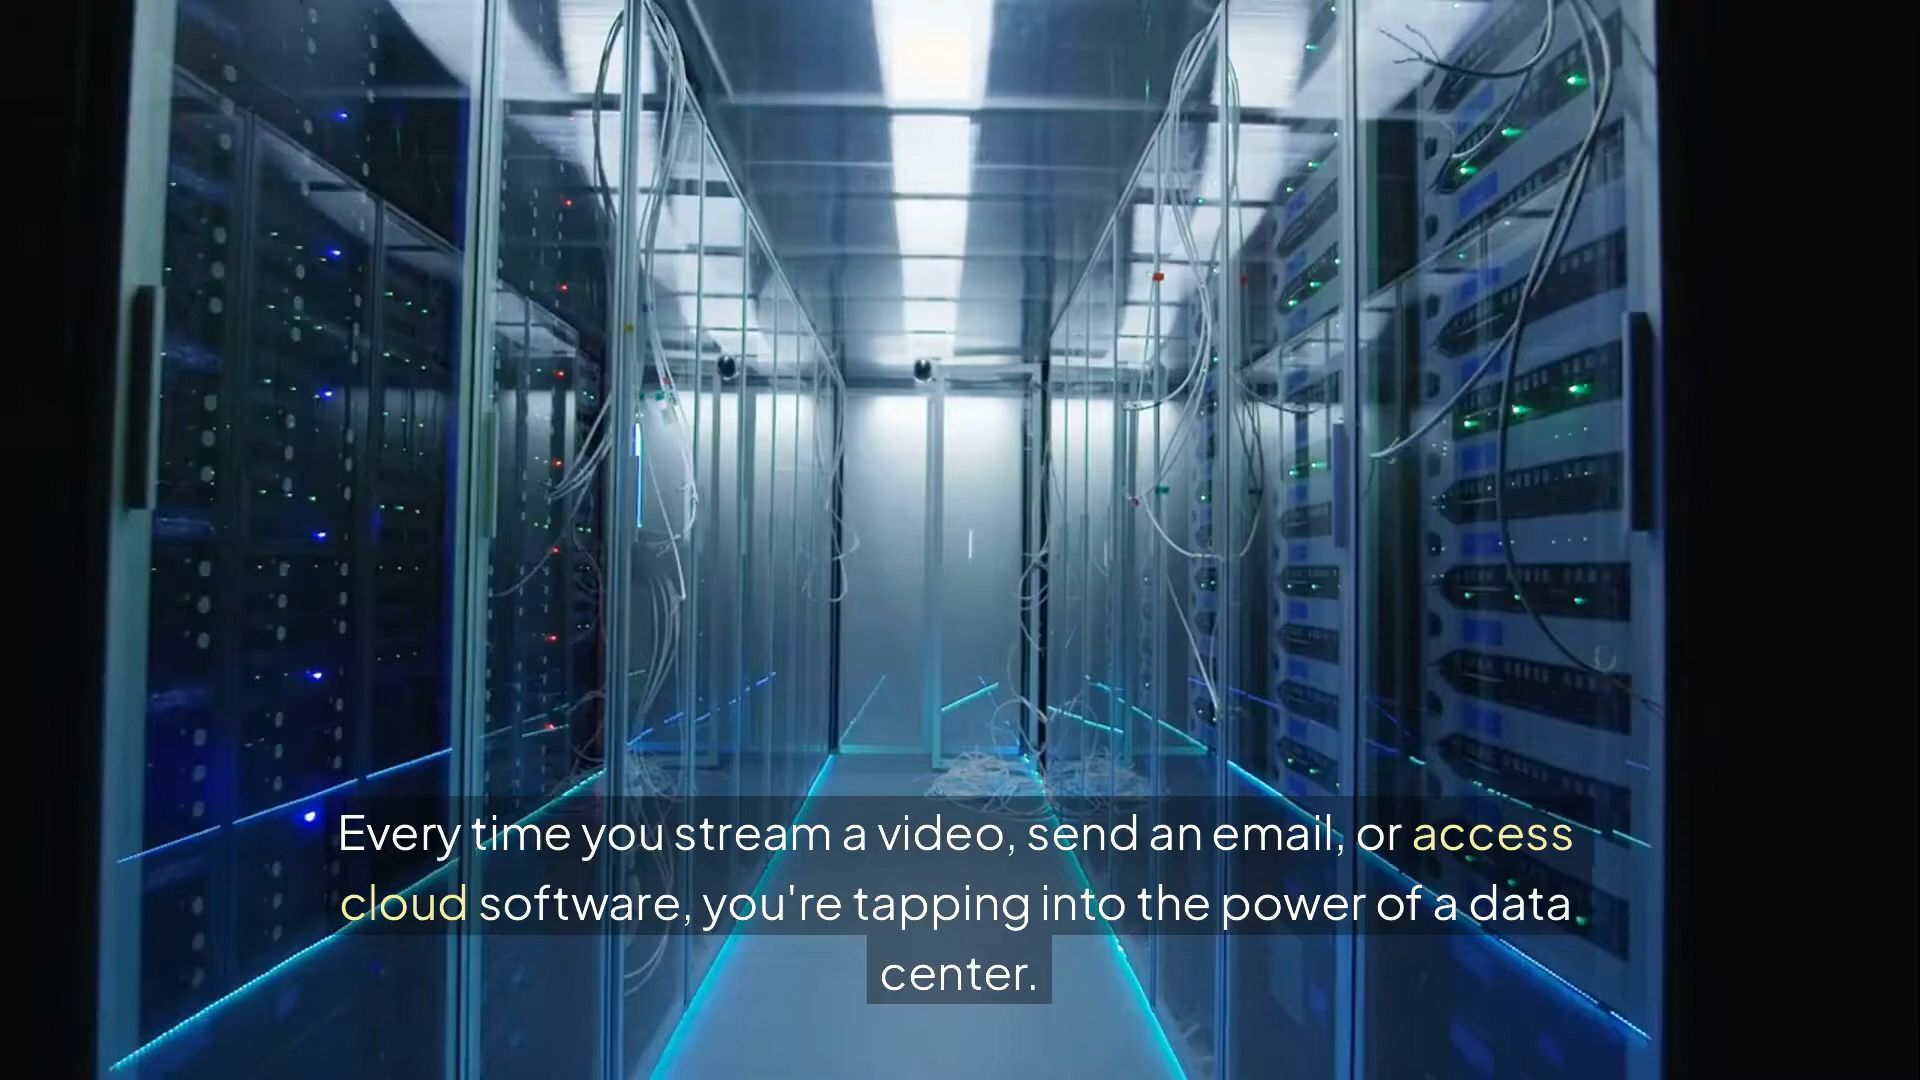 Every time you stream a video, send an email, or access
cloud software, you're tapping into the power of a data
center.